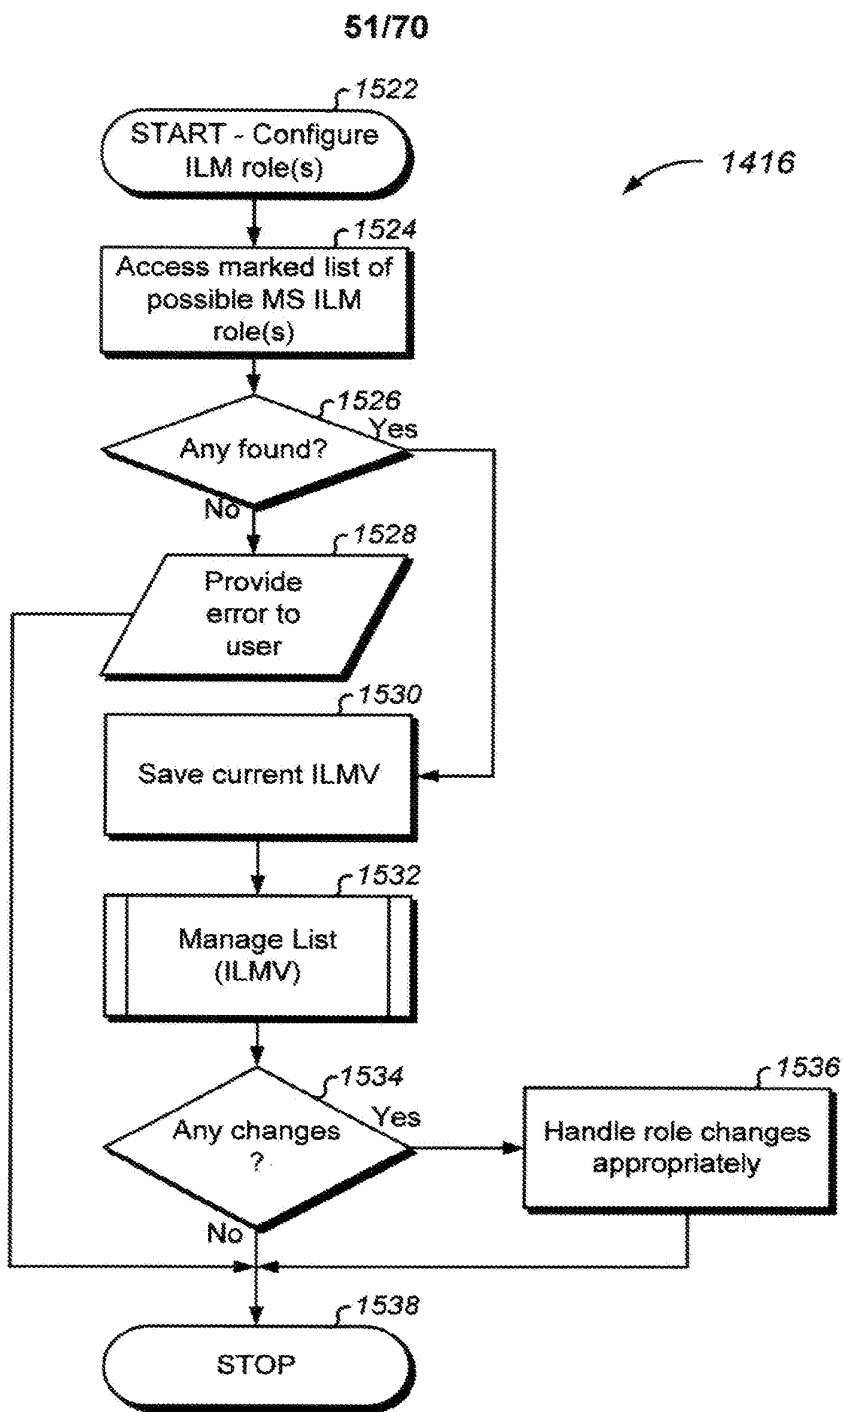 51/70
1522
START - Configure
ILM role(s)
1416
1524
Access marked list of
possible MS ILM
role(s)
1526
Yes
Any found?
No
1528
Provide
error to
user
1530
Save current ILMV
1532
Manage List
(ILMV)
1534
Yes
Any changes
?
No
1536
Handle role changes
appropriately
1538
STOP